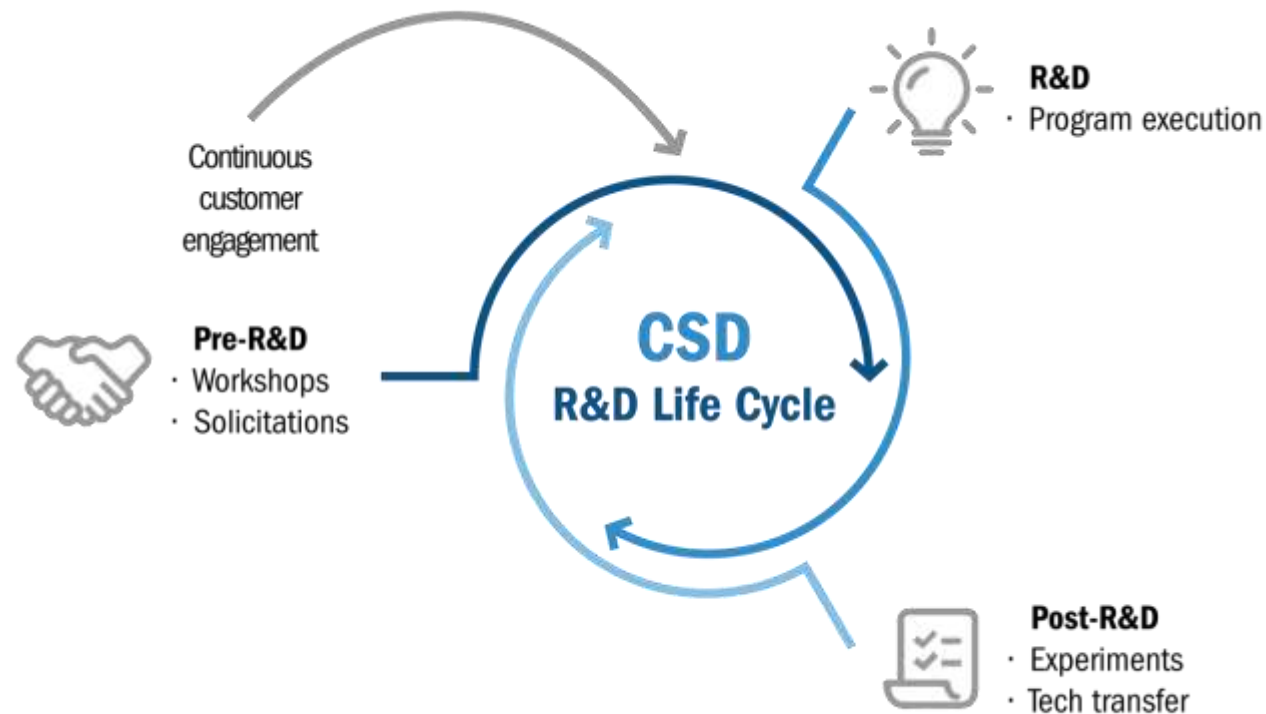 Continuous
customer
engagement
Pre-R&D
· Workshops
· Solicitations
CSD
R&D Life Cycle
R&D
· Program execution
Post-R&D
· Experiments
· Tech transfer